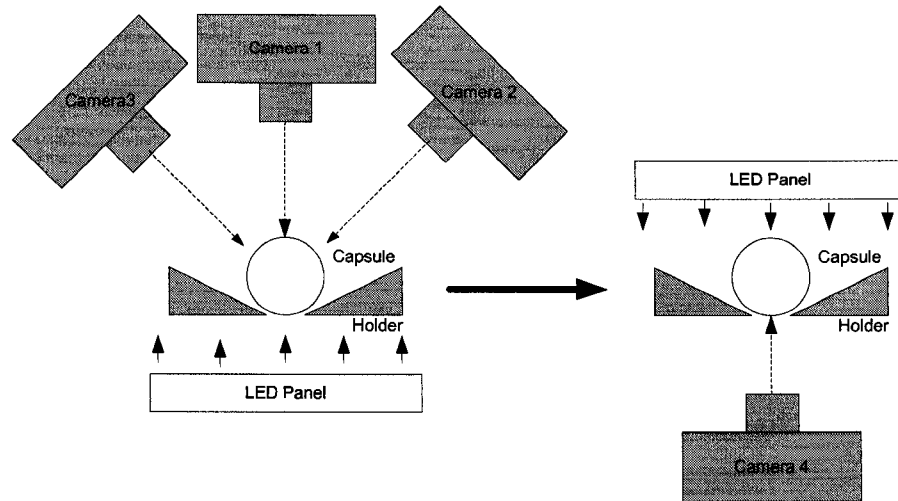 Camera 1
Camera3
Camera 2
Capsule
Holder
LED Panel
LED Panel
Capsule
Holder
Camera 4